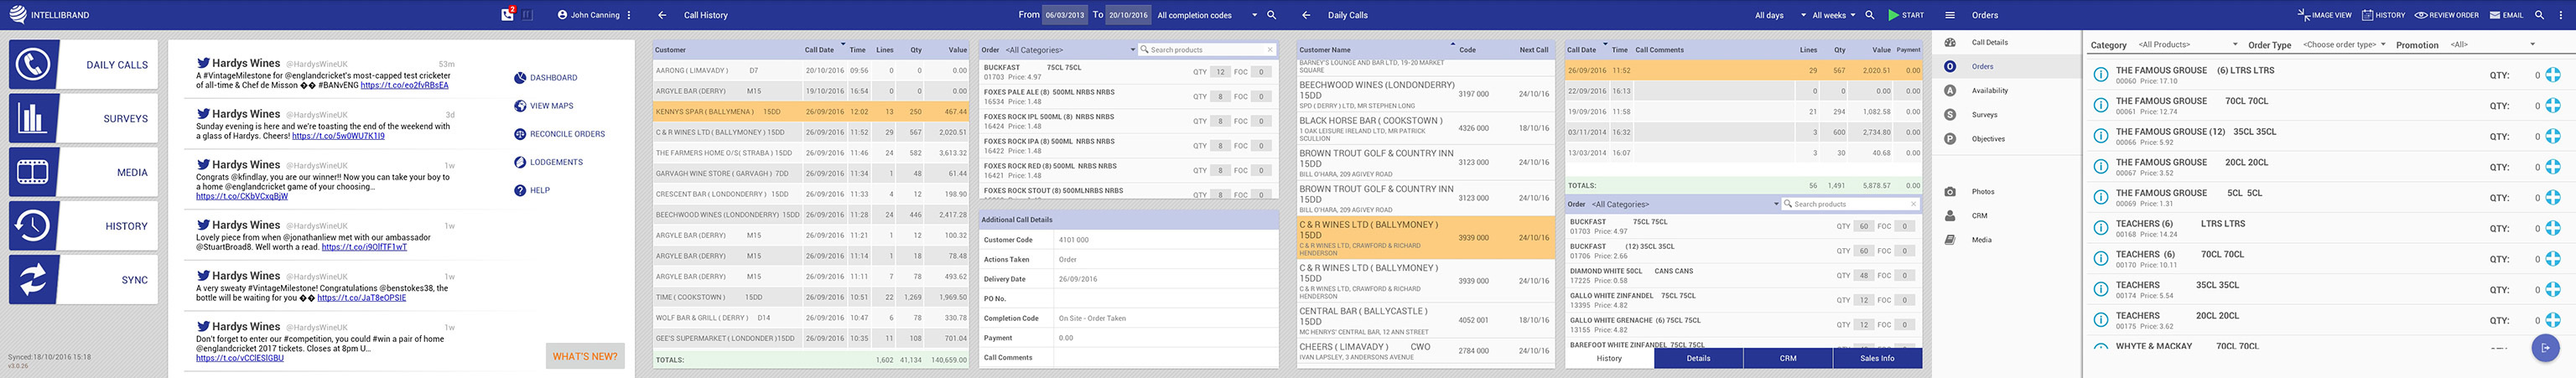 INTELLIBRAND
2
John Canning
DAILY CALLS
SURVEYS
MEDIA
HISTORY
SYNC
Synced:18/10/2016 15:18
v3.0.26
Hardys Wines @HardysWineUK 53m
A #VintageMilestone for @englandcricket's most-capped test cricketer
of all-time & Chef de Misson �� #BANvENG https://t.co/eo2fvRBsEA
Hardys Wines @HardysWineUK 3d
Sunday evening is here and we're toasting the end of the weekend with
a glass of Hardys. Cheers! https://t.co/5w0WU7K1I9
Hardys Wines @HardysWineUK 1w
Congrats @kfindlay, you are our winner!! Now you can take your boy to
a home @englandcricket game of your choosing...
https://t.co/CKbVCxqBjW
Hardys Wines @HardysWineUK 1w
Lovely piece from when @jonathanliew met with our ambassador
@StuartBroad8. Well worth a read. https://t.co/i9OlfTF1wT
Hardys Wines @HardysWineUK 1w
A very sweaty #VintageMilestone! Congratulations @benstokes38, the
bottle will be waiting for you �� https://t.co/JaT8eOPSIE
Hardys Wines @HardysWineUK 1w
Don't forget to enter our #competition, you could #win a pair of home
@englandcricket 2017 tickets. Closes at 8pm U...
https://t.co/vCClESlGBU
DASHBOARD
VIEW MAPS
RECONCILE ORDERS
LODGEMENTS
HELP
WHAT'S NEW?
Call History
From 06/03/2013 To 20/10/2016 All completion codes
Customer Call Date Time Lines Qty Value
AARONG ( LIMAVADY ) D7 20/10/2016 09:56 0 0 0.00
ARGYLE BAR (DERRY) M15 19/10/2016 16:54 0 0 0.00
KENNYS SPAR ( BALLYMENA ) 15DD 26/09/2016 12:02 13 250 467.44
C & R WINES LTD ( BALLYMONEY ) 15DD 26/09/2016 11:52 29 567 2,020.51
THE FARMERS HOME O/S( STRABA ) 15DD 26/09/2016 11:46 24 582 3,613.32
GARVAGH WINE STORE ( GARVAGH ) 7DD 26/09/2016 11:34 1 48 61.44
CRESCENT BAR ( LONDONDERRY ) 15DD 26/09/2016 11:33 4 12 198.90
BEECHWOOD WINES (LONDONDERRY) 15DD 26/09/2016 11:28 24 446 2,417.28
ARGYLE BAR (DERRY) M15 26/09/2016 11:21 1 12 100.32
ARGYLE BAR (DERRY) M15 26/09/2016 11:14 1 18 78.48
ARGYLE BAR (DERRY) M15 26/09/2016 11:11 7 78 493.62
TIME ( COOKSTOWN ) 15DD 26/09/2016 10:51 22 1,269 1,969.50
WOLF BAR & GRILL ( DERRY ) D14 26/09/2016 10:47 6 78 330.78
GEE'S SUPERMARKET ( LONDONDER )15DD 26/09/2016 10:35 11 108 701.04
TOTALS: 1,602 41,134 140,659.00
Order <All Categories> Search products
BUCKFAST 75CL 75CL
01703 Price: 4.97 QTY 12 FOC 0
FOXES PALE ALE (8) 500ML NRBS NRBS
16534 Price: 1.48 QTY 8 FOC 0
FOXES ROCK IPL 500ML (8) NRBS NRBS
16424 Price: 1.48 QTY 8 FOC 0
FOXES ROCK IPA (8) 500ML NRBS NRBS
16422 Price: 1.48 QTY 8 FOC 0
FOXES ROCK RED (8) 500ML NRBS NRBS
16421 Price: 1.48 QTY 8 FOC 0
FOXES ROCK STOUT (8) 500MLNRBS NRBS
QTY 8 FOC 0
Additional Call Details
Customer Code 4101 000
Actions Taken Order
Delivery Date 26/09/2016
PO No.
Completion Code On Site - Order Taken
Payment 0.00
Call Comments
Daily Calls
All days All weeks START
Customer Name Code Next Call
BARNEY'S LOUNGE AND BAR LTD, 19-20 MARKET
SQUARE
BEECHWOOD WINES (LONDONDERRY)
15DD 3197 000 24/10/16
SPD ( DERRY ) LTD, MR STEPHEN LONG
BLACK HORSE BAR ( COOKSTOWN ) 4326 000 18/10/16
1 OAK LEISURE IRELAND LTD, MR PATRICK
SCULLION
BROWN TROUT GOLF & COUNTRY INN
15DD 3123 000 24/10/16
BILL O'HARA, 209 AGIVEY ROAD
BROWN TROUT GOLF & COUNTRY INN
15DD 3123 000 24/10/16
BILL O'HARA, 209 AGIVEY ROAD
C & R WINES LTD ( BALLYMONEY )
15DD 3939 000 24/10/16
C & R WINES LTD, CRAWFORD & RICHARD
HENDERSON
C & R WINES LTD ( BALLYMONEY )
15DD 3939 000 24/10/16
C & R WINES LTD, CRAWFORD & RICHARD
HENDERSON
CENTRAL BAR ( BALLYCASTLE )
15DD 4052 001 18/10/16
MC HENRYS' CENTRAL BAR, 12 ANN STREET
CHEERS ( LIMAVADY ) CWO 2784 000 24/10/16
IVAN LAPSLEY, 3 ANDERSONS AVENUE
Call Date Time Call Comments Lines Qty Value Payment
26/09/2016 11:52 29 567 2,020.51 0.00
22/09/2016 16:13 0 0 0.00 0.00
19/09/2016 11:58 21 294 1,082.58 0.00
03/11/2014 16:32 3 600 2,734.80 0.00
13/03/2014 16:07 3 30 40.68 0.00
TOTALS: 56 1,491 5,878.57 0.00
Order <All Categories> Search products
BUCKFAST 75CL 75CL
01703 Price: 4.97 QTY 60 FOC 0
BUCKFAST (12) 35CL 35CL
01706 Price: 2.66 QTY 60 FOC 0
DIAMOND WHITE 50CL CANS CANS
17225 Price: 0.58 QTY 48 FOC 0
GALLO WHITE ZINFANDEL 75CL 75CL
13395 Price: 4.82 QTY 12 FOC 0
GALLO WHITE GRENACHE (6) 75CL 75CL
13155 Price: 4.82 QTY 12 FOC 0
BAREFOOT WHITE ZINFANDEL 75CL 75CL
History Details CRM Sales Info
Orders
IMAGE VIEW HISTORY REVIEW ORDER EMAIL
Call Details
O Orders
A Availability
S Surveys
P Objectives
Photos
CRM
Media
Category <All Products> Order Type <Choose order type> Promotion <All>
THE FAMOUS GROUSE (6) LTRS LTRS
00060 Price: 17.10 QTY: 0
THE FAMOUS GROUSE 70CL 70CL
00061 Price: 12.74 QTY: 0
THE FAMOUS GROUSE (12) 35CL 35CL
00066 Price: 5.92 QTY: 0
THE FAMOUS GROUSE 20CL 20CL
00067 Price: 3.52 QTY: 0
THE FAMOUS GROUSE 5CL 5CL
00069 Price: 1.31 QTY: 0
TEACHERS (6) LTRS LTRS
00168 Price: 14.24 QTY: 0
TEACHERS (6) 70CL 70CL
00170 Price: 10.11 QTY: 0
TEACHERS 35CL 35CL
00174 Price: 5.54 QTY: 0
TEACHERS 20CL 20CL
00175 Price: 3.62 QTY: 0
WHYTE & MACKAY 70CL 70CL